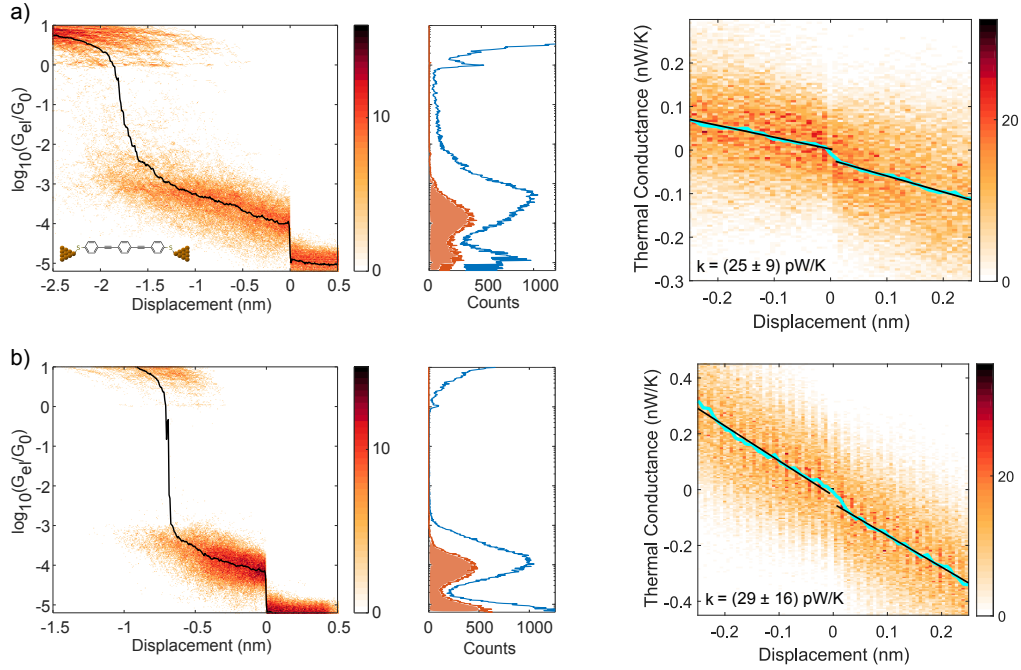 a)
log10(Gel/G0)
1
0
-1
-2
-3
-4
-5
-2.5 -2 -1.5 -1 -0.5 0 0.5
Displacement (nm)
S
S
10
0
0 500 1000
Counts
Thermal Conductance (nW/K)
0.2
0.1
0
-0.1
-0.2
-0.3
k = (25 ± 9) pW/K
-0.2 -0.1 0 0.1 0.2
Displacement (nm)
20
0
b)
log10(Gel/G0)
1
0
-1
-2
-3
-4
-5
-1.5 -1 -0.5 0 0.5
Displacement (nm)
10
0
0 500 1000
Counts
Thermal Conductance (nW/K)
0.4
0.2
0
-0.2
-0.4
k = (29 ± 16) pW/K
-0.2 -0.1 0 0.1 0.2
Displacement (nm)
20
0